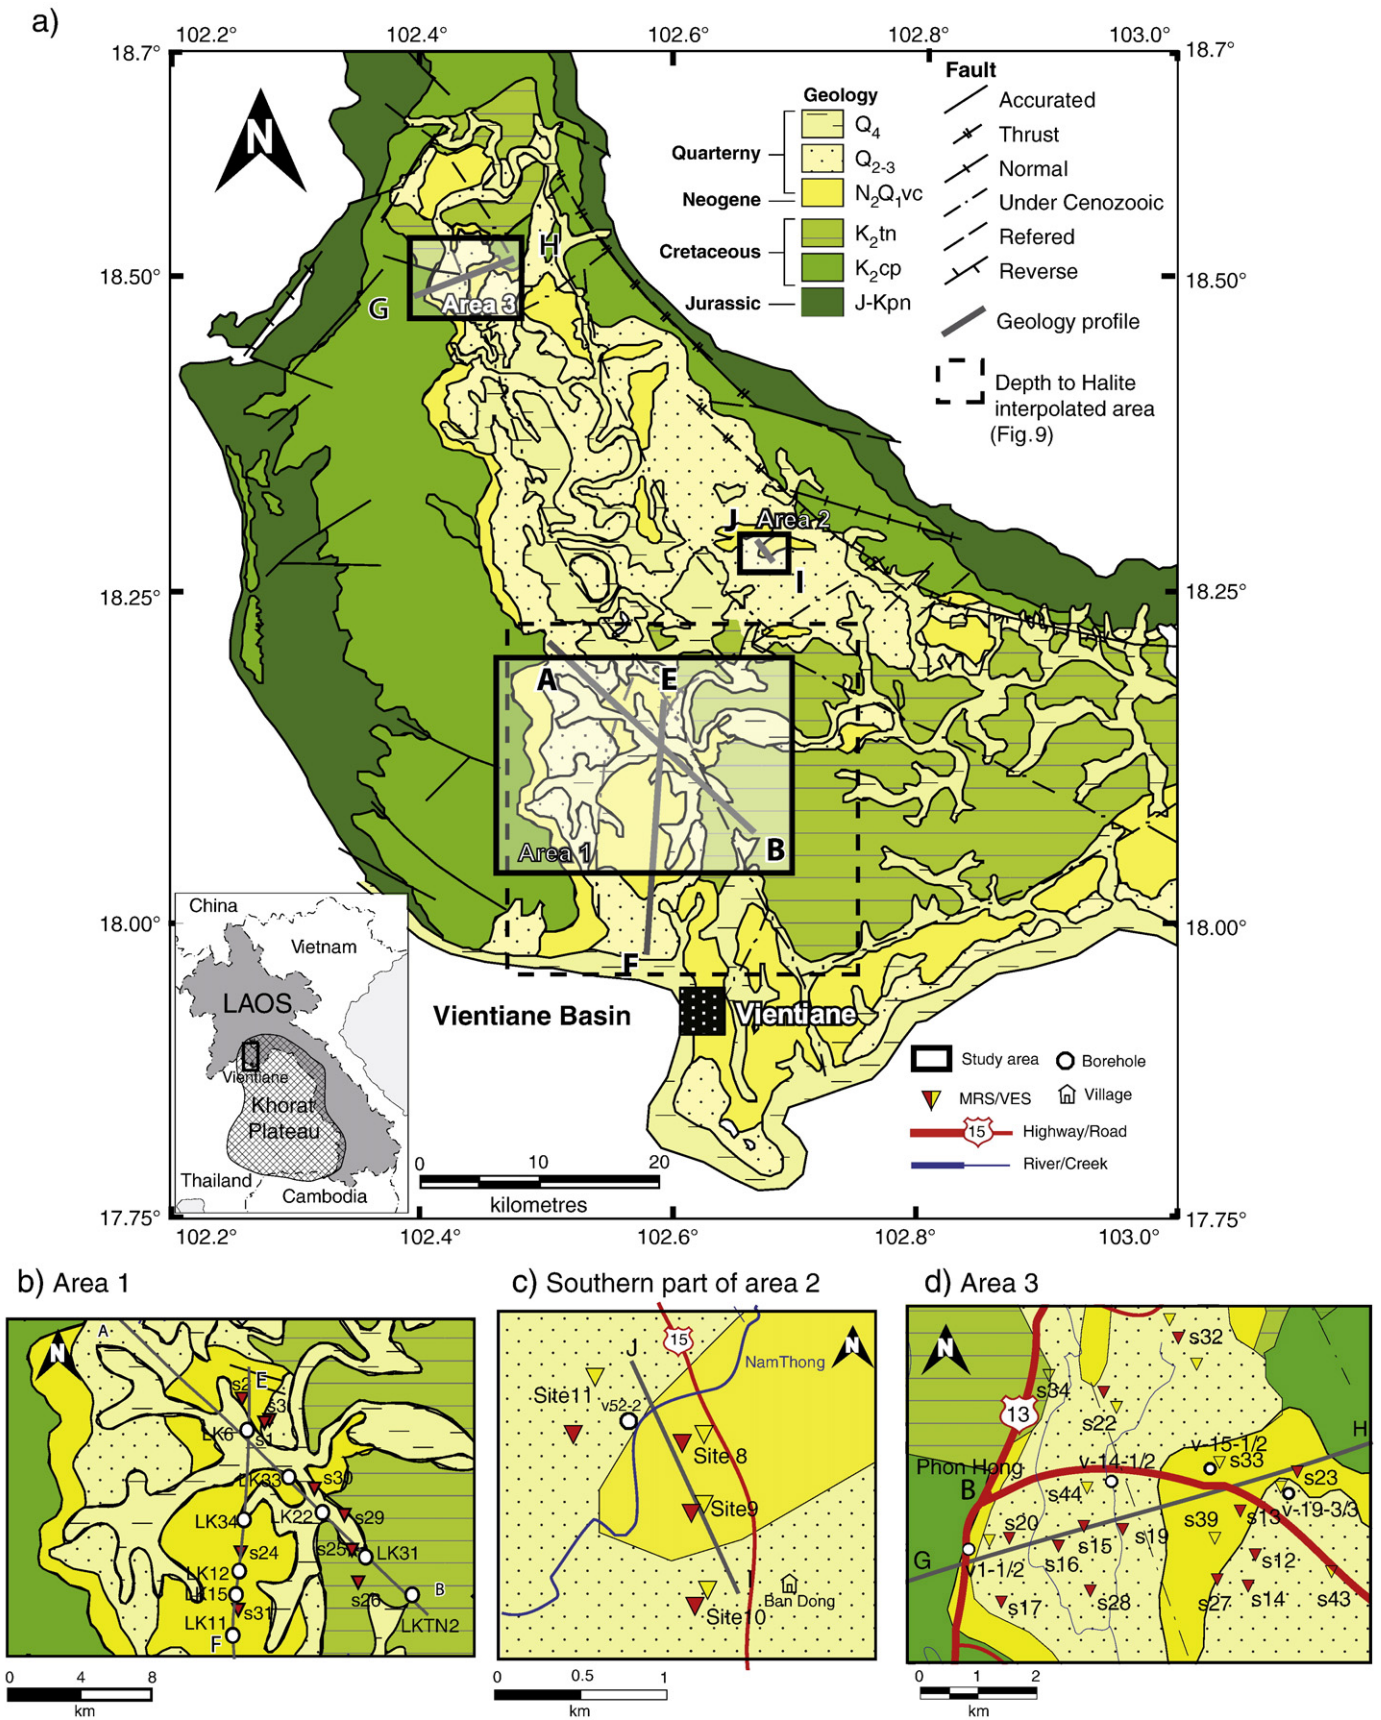 a)
102.2° 102.4° 102.6° 102.8° 103.0°
18.7° 18.7°
N
Geology
Quarterny
Q4
Q2-3
Neogene
N2Q1vc
Cretaceous
K2tn
K2cp
Jurassic
J-Kpn
Fault
Accurated
Thrust
Normal
Under Cenozooic
Refered
Reverse
Geology profile
Depth to Halite
interpolated area
(Fig.9)
18.50° 18.50°
H
G
Area 3
J Area 2
I
18.25° 18.25°
A E
B
Area 1
18.00° 18.00°
F
Vientiane Basin
Vientiane
China
Vietnam
LAOS
Vientiane
Khorat
Plateau
Thailand
Cambodia
0 10 20
kilometres
Study area
Borehole
MRS/VES
Village
15
Highway/Road
River/Creek
17.75° 17.75°
102.2° 102.4° 102.6° 102.8° 103.0°
b) Area 1
A
N
E
s2
s3
LK6
s1
LK33
s30
LK34
LK22
s29
s24
s25
LK31
LK12
LK15
s26
B
s31
LK11
LKTN2
F
0 4 8
km
c) Southern part of area 2
15
N
J
NamThong
Site11
v52-2
Site 8
Site9
I
Ban Dong
Site10
0 0.5 1
km
d) Area 3
N
s32
s34
13
s22
H
v-15-1/2
Phon Hong
v-14-1/2
s33
s23
B
s44
v-19-3/3
s20
s39
s13
s15
s19
G
s16
s12
v1-1/2
s17
s28
s27
s14
s43
0 1 2
km